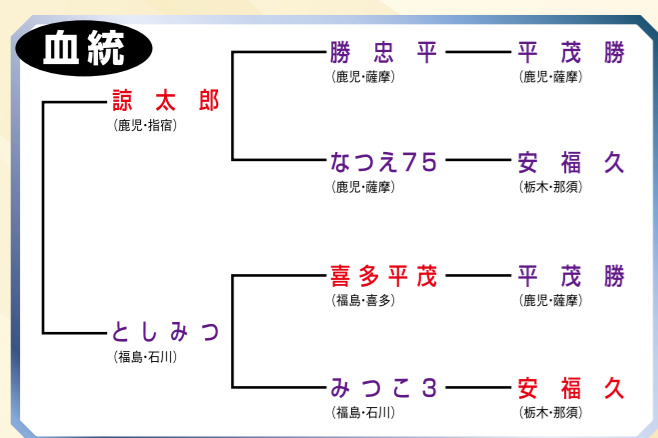 血統
勝忠平 平茂勝
(鹿児・薩摩) (鹿児・薩摩)
諒太郎
(鹿児・指宿)
なつえ75 安福久
(鹿児・薩摩) (栃木・那須)
喜多平茂 平茂勝
(福島・喜多) (鹿児・薩摩)
としみつ
(福島・石川)
みつこ3 安福久
(福島・石川) (栃木・那須)